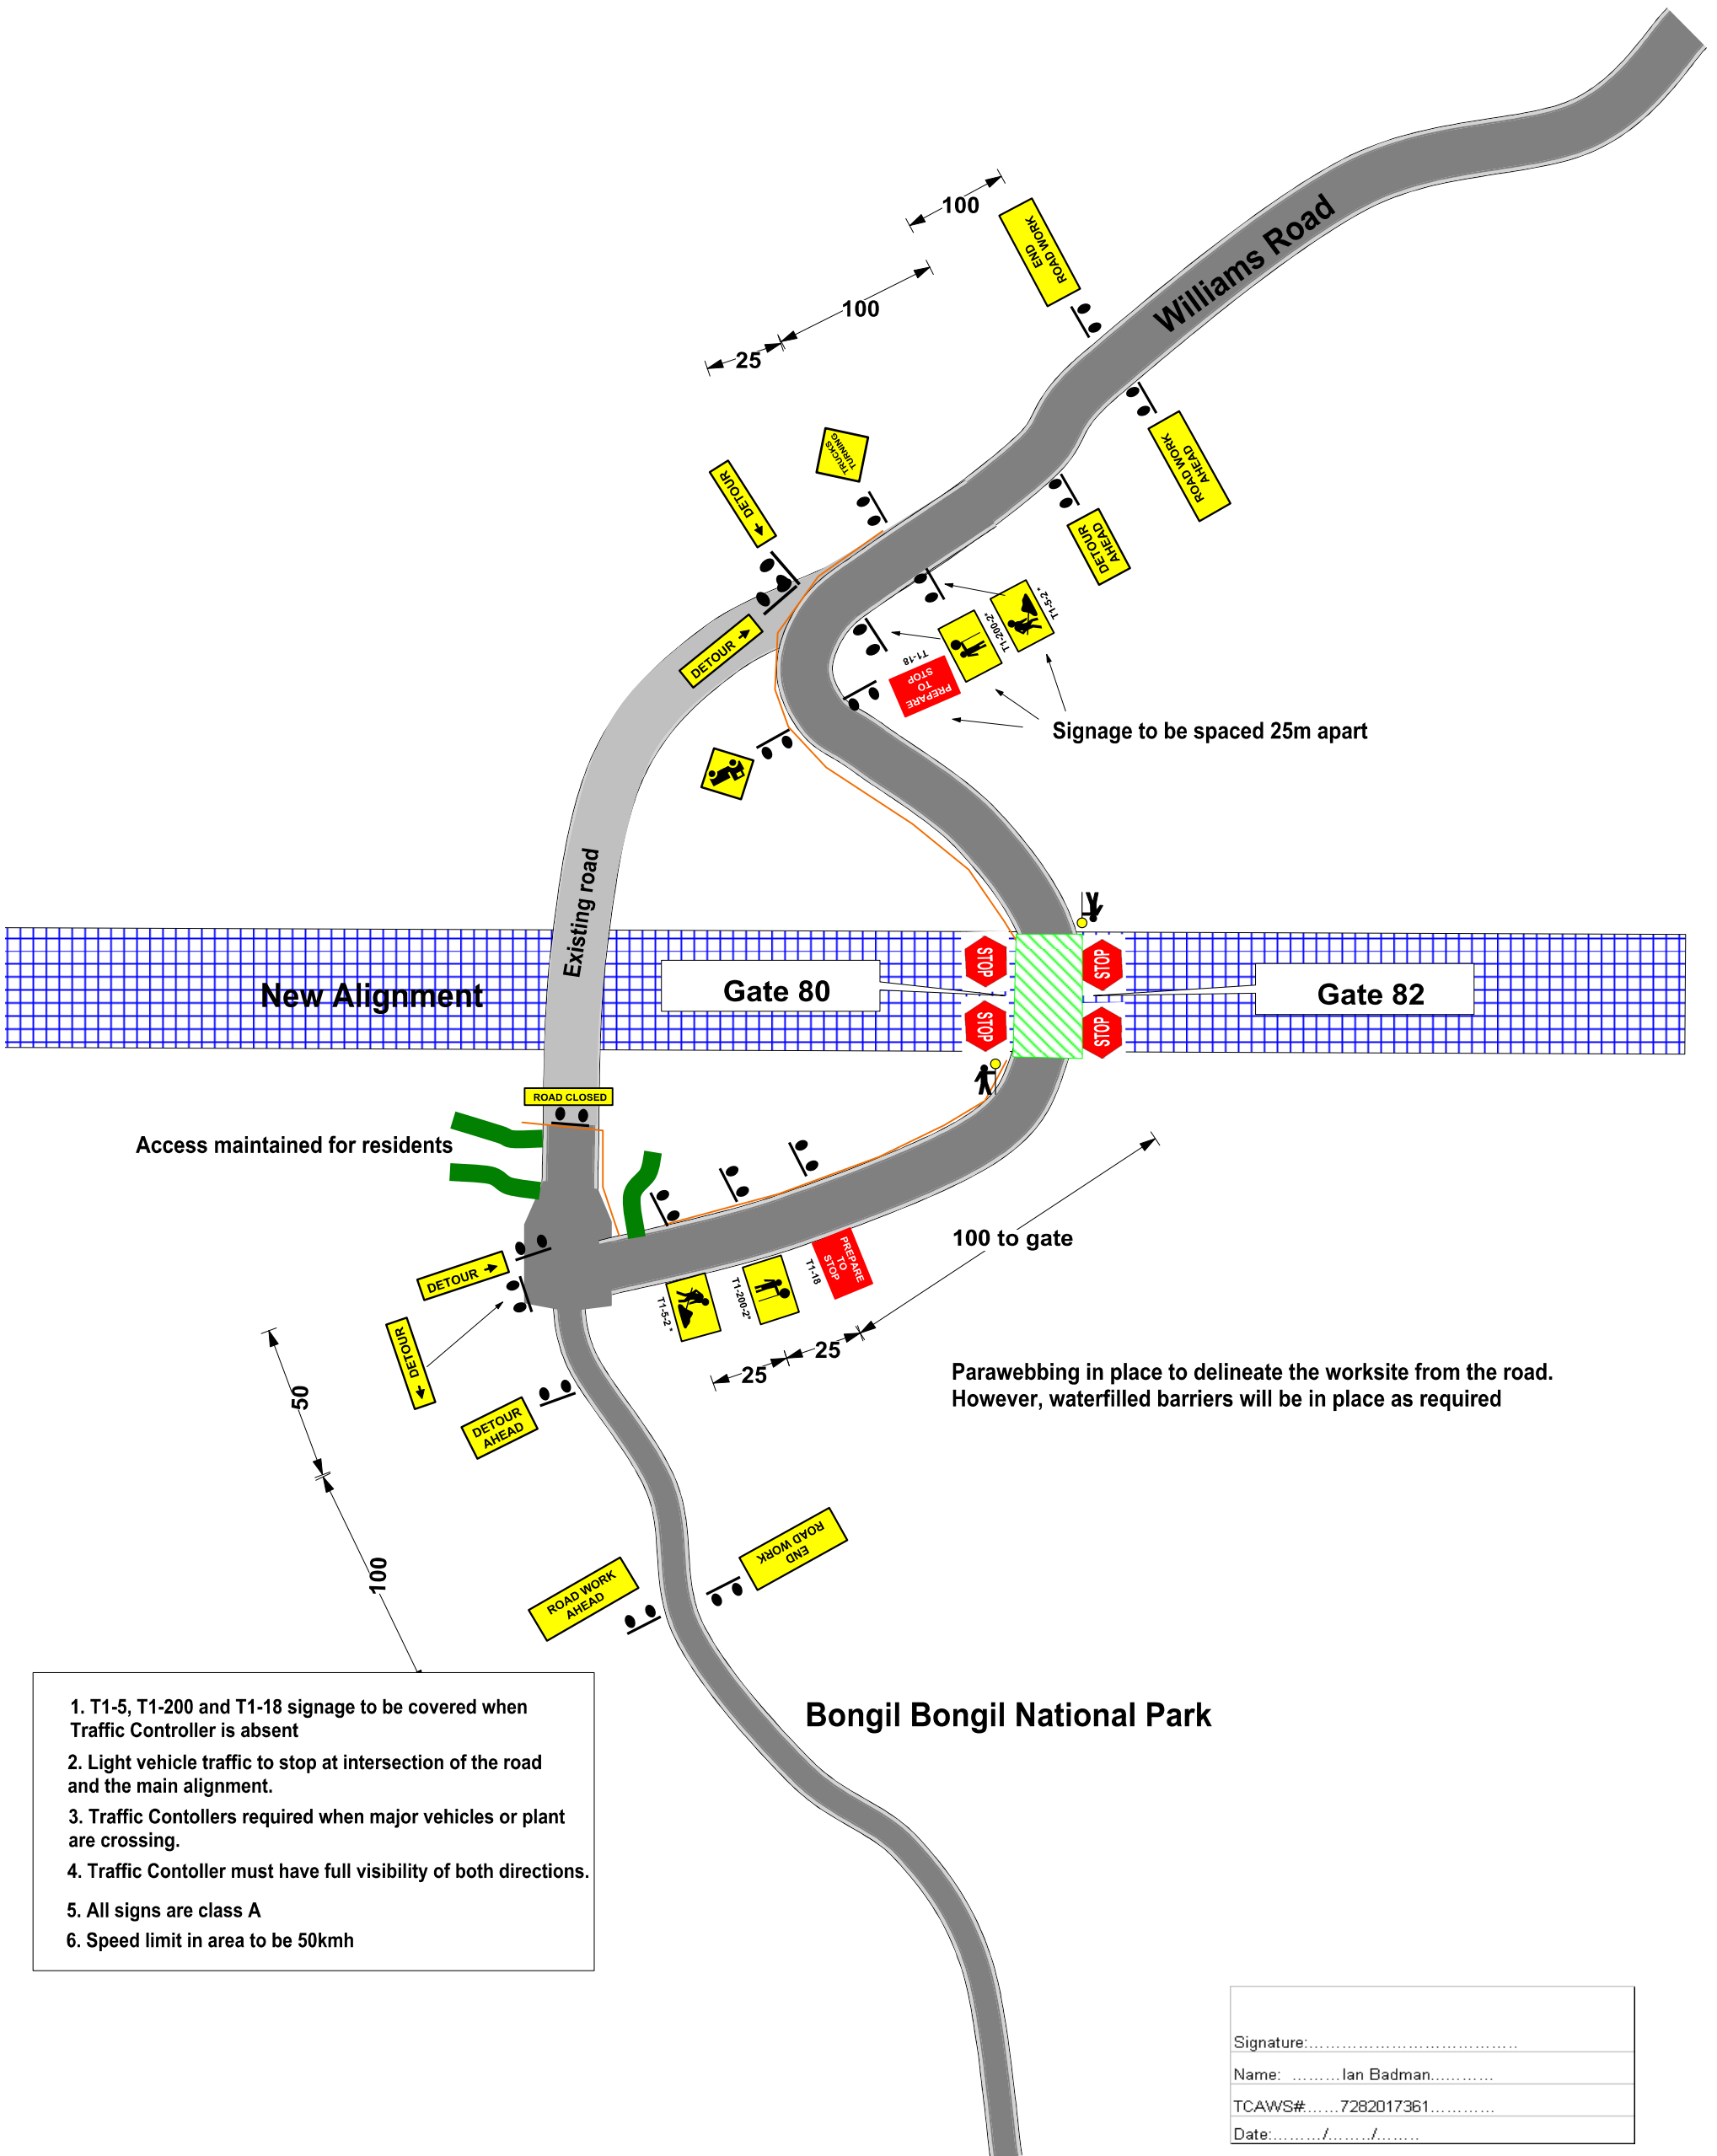 100
END
ROAD WORK
Williams Road
100
25
TRUCKS
TURNING
DETOUR
ROAD WORK
AHEAD
DETOUR
AHEAD
T1-5-2*
T1-200-2*
T1-18
PREPARE
TO
STOP
DETOUR
Signage to be spaced 25m apart
Existing road
New Alignment
Gate 80
Gate 82
STOP
STOP
STOP
STOP
ROAD CLOSED
Access maintained for residents
100 to gate
DETOUR
DETOUR
T1-5-2 *
T1-200-2*
T1-18
PREPARE
TO
STOP
25
25
50
DETOUR
AHEAD
Parawebbing in place to delineate the worksite from the road.
However, waterfilled barriers will be in place as required
100
ROAD WORK
AHEAD
END
ROAD WORK
Bongil Bongil National Park
1. T1-5, T1-200 and T1-18 signage to be covered when
Traffic Controller is absent
2. Light vehicle traffic to stop at intersection of the road
and the main alignment.
3. Traffic Contollers required when major vehicles or plant
are crossing.
4. Traffic Contoller must have full visibility of both directions.
5. All signs are class A
6. Speed limit in area to be 50kmh
Signature:......................................
Name: .........Ian Badman............
TCAWS#......7282017361............
Date:........./......../........